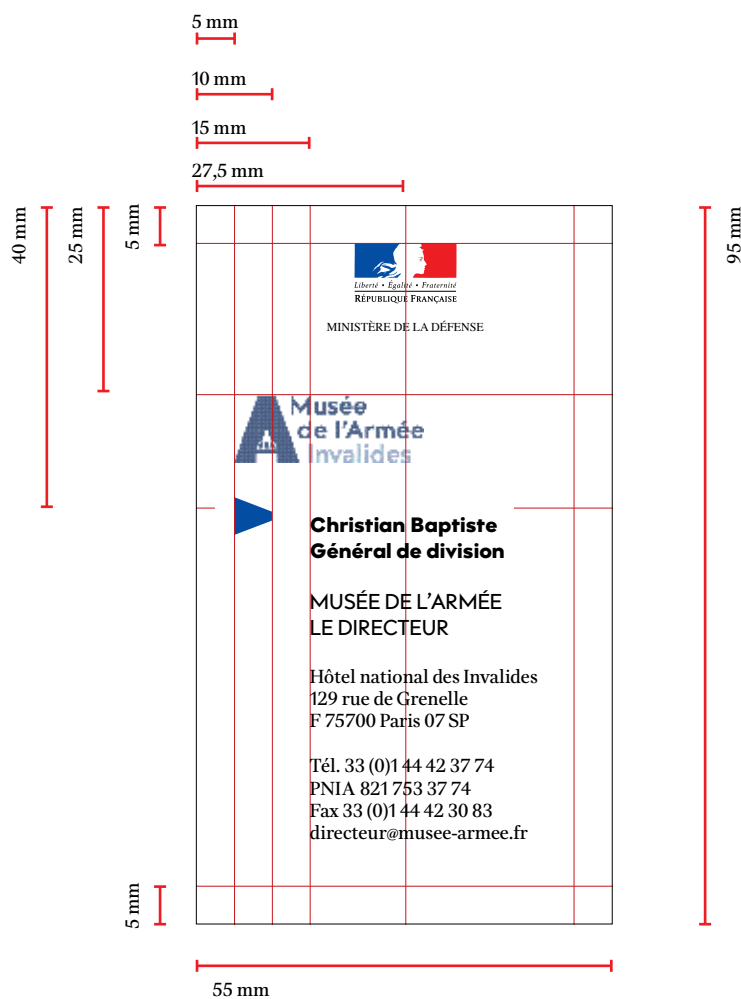 5 mm
10 mm
15 mm
27,5 mm
40 mm
25 mm
5 mm
95 mm
Liberté • Égalité • Fraternité
RÉPUBLIQUE FRANÇAISE
MINISTÈRE DE LA DÉFENSE
Musée
de l'Armée
Invalides
Christian Baptiste
Général de division
MUSÉE DE L'ARMÉE
LE DIRECTEUR
Hôtel national des Invalides
129 rue de Grenelle
F 75700 Paris 07 SP
Tél. 33 (0)1 44 42 37 74
PNIA 821 753 37 74
Fax 33 (0)1 44 42 30 83
directeur@musee-armee.fr
5 mm
55 mm